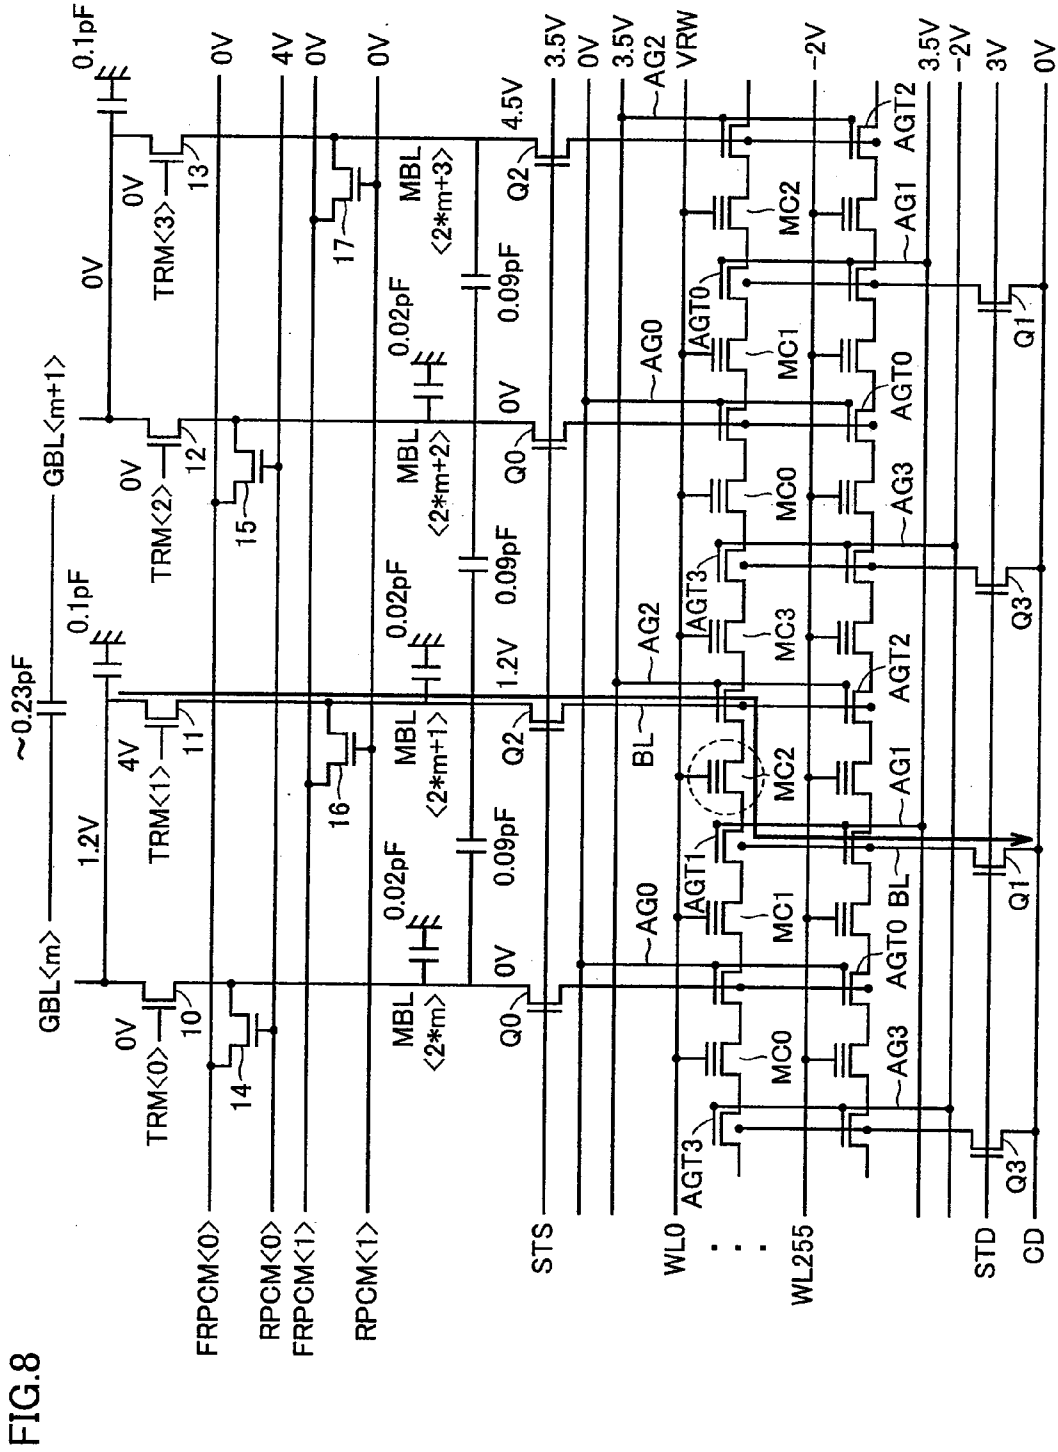 FIG.8
GBL<m>
~0.23pF
GBL<m+1>
1.2V
0.1pF
0V
0.1pF
0V
TRM<0>
10
4V
TRM<1>
11
0V
TRM<2>
12
0V
TRM<3>
13
FRPCM<0>
0V
14
15
RPCM<0>
4V
FRPCM<1>
0V
16
17
RPCM<1>
0V
MBL
<2*m>
0.02pF
MBL
<2*m+1>
0.02pF
MBL
<2*m+2>
0.02pF
MBL
<2*m+3>
0.09pF
0.09pF
0.09pF
0V
1.2V
0V
4.5V
Q0
Q2
Q0
Q2
STS
3.5V
0V
3.5V
AG0
BL
AG2
AG0
AG2
WL0
VRW
AGT3
AGT1
AGT3
AGT0
MC0
MC1
MC2
MC3
MC0
MC1
MC2
WL255
-2V
AGT0
AGT2
AGT0
AGT2
AG3
BL
AG1
AG3
AG1
3.5V
-2V
STD
3V
Q3
Q1
Q3
Q1
CD
0V